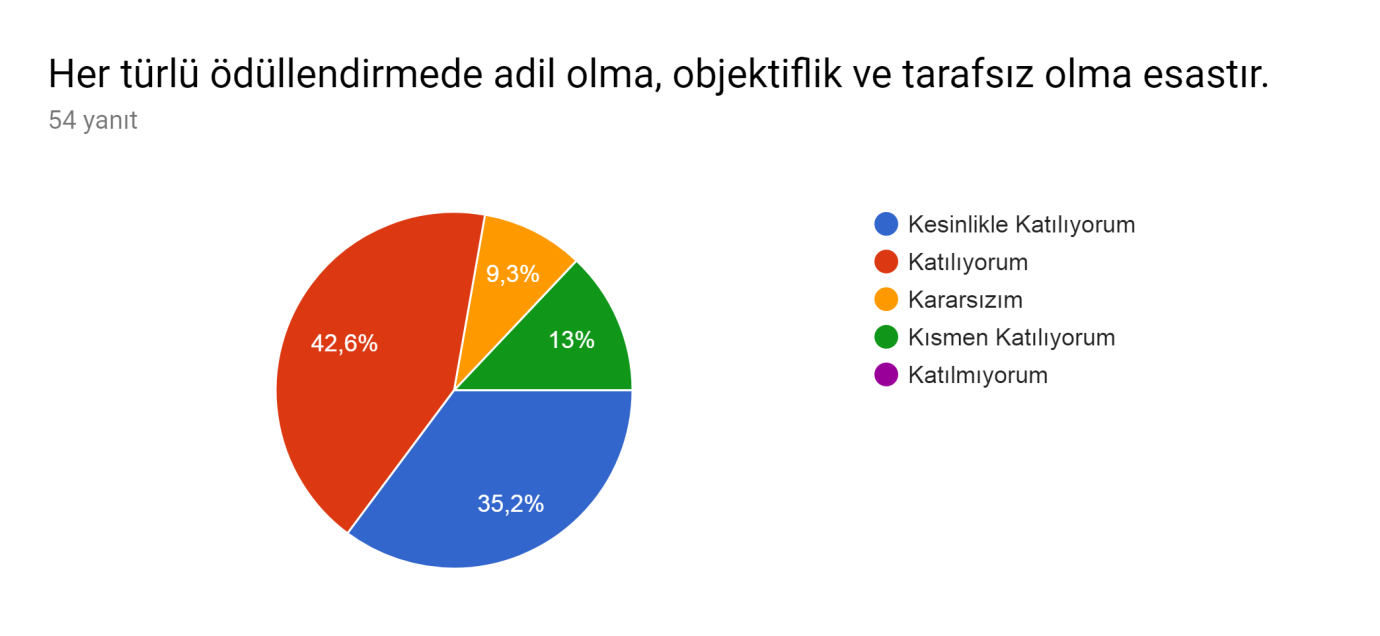 Her türlü ödüllendirmede adil olma, objektiflik ve tarafsız olma esastır.
54 yanıt
9,3%
42,6%
13%
35,2%
Kesinlikle Katılıyorum
Katılıyorum
Kararsızım
Kısmen Katılıyorum
Katılmıyorum